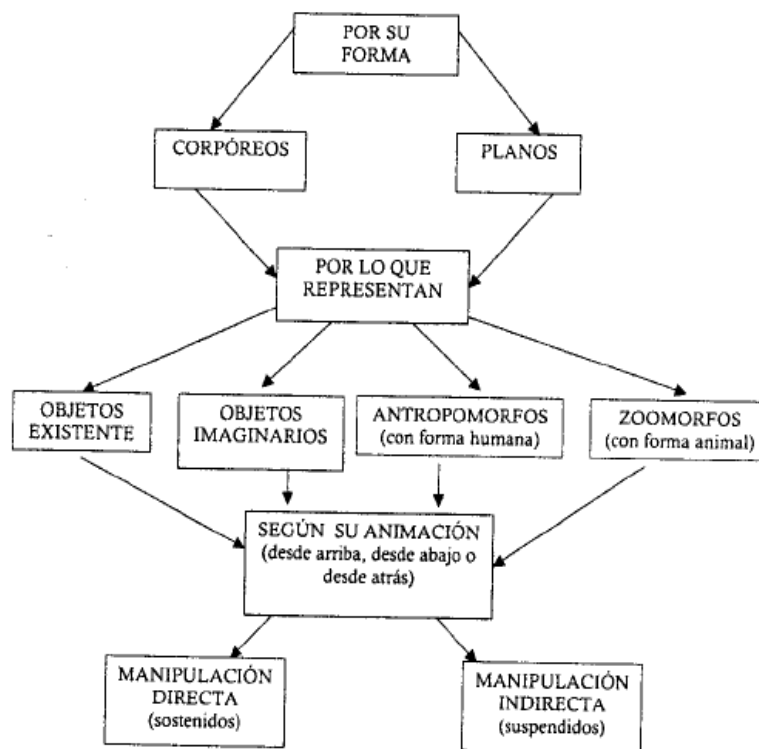 POR SU
FORMA
CORPÓREOS
PLANOS
POR LO QUE
REPRESENTAN
OBJETOS
EXISTENTE
OBJETOS
IMAGINARIOS
ANTROPOMORFOS
(con forma humana)
ZOOMORFOS
(con forma animal)
SEGÚN SU ANIMACIÓN
(desde arriba, desde abajo o
desde atrás)
MANIPULACIÓN
DIRECTA
(sostenidos)
MANIPULACIÓN
INDIRECTA
(suspendidos)